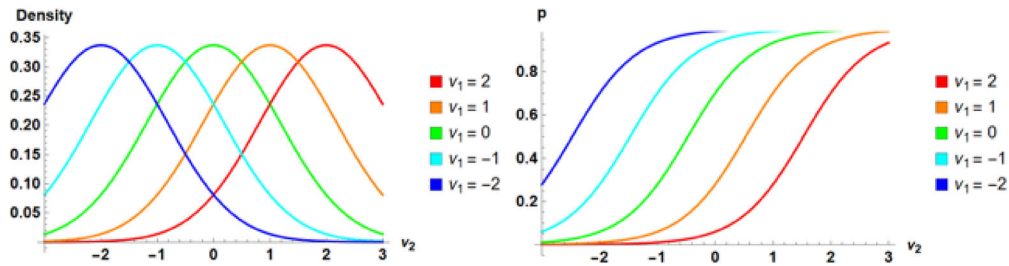 Density
0.35
0.30
0.25
0.20
0.15
0.10
0.05
−2 −1 0 1 2 3
v₂
v₁ = 2
v₁ = 1
v₁ = 0
v₁ = −1
v₁ = −2
p
0.8
0.6
0.4
0.2
−2 −1 0 1 2 3
v₂
v₁ = 2
v₁ = 1
v₁ = 0
v₁ = −1
v₁ = −2